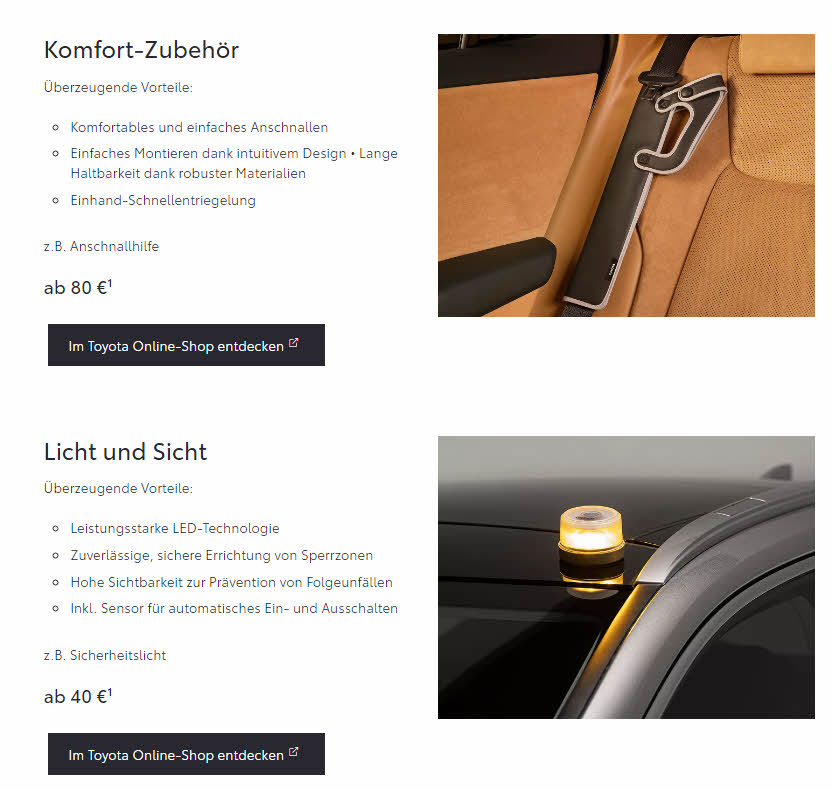 Komfort-Zubehör
Überzeugende Vorteile:
Komfortables und einfaches Anschnallen
Einfaches Montieren dank intuitivem Design • Lange
Haltbarkeit dank robuster Materialien
Einhand-Schnellentriegelung
z.B. Anschnallhilfe
ab 80 €¹
Im Toyota Online-Shop entdecken
Licht und Sicht
Überzeugende Vorteile:
Leistungsstarke LED-Technologie
Zuverlässige, sichere Errichtung von Sperrzonen
Hohe Sichtbarkeit zur Prävention von Folgeunfällen
Inkl. Sensor für automatisches Ein- und Ausschalten
z.B. Sicherheitslicht
ab 40 €¹
Im Toyota Online-Shop entdecken